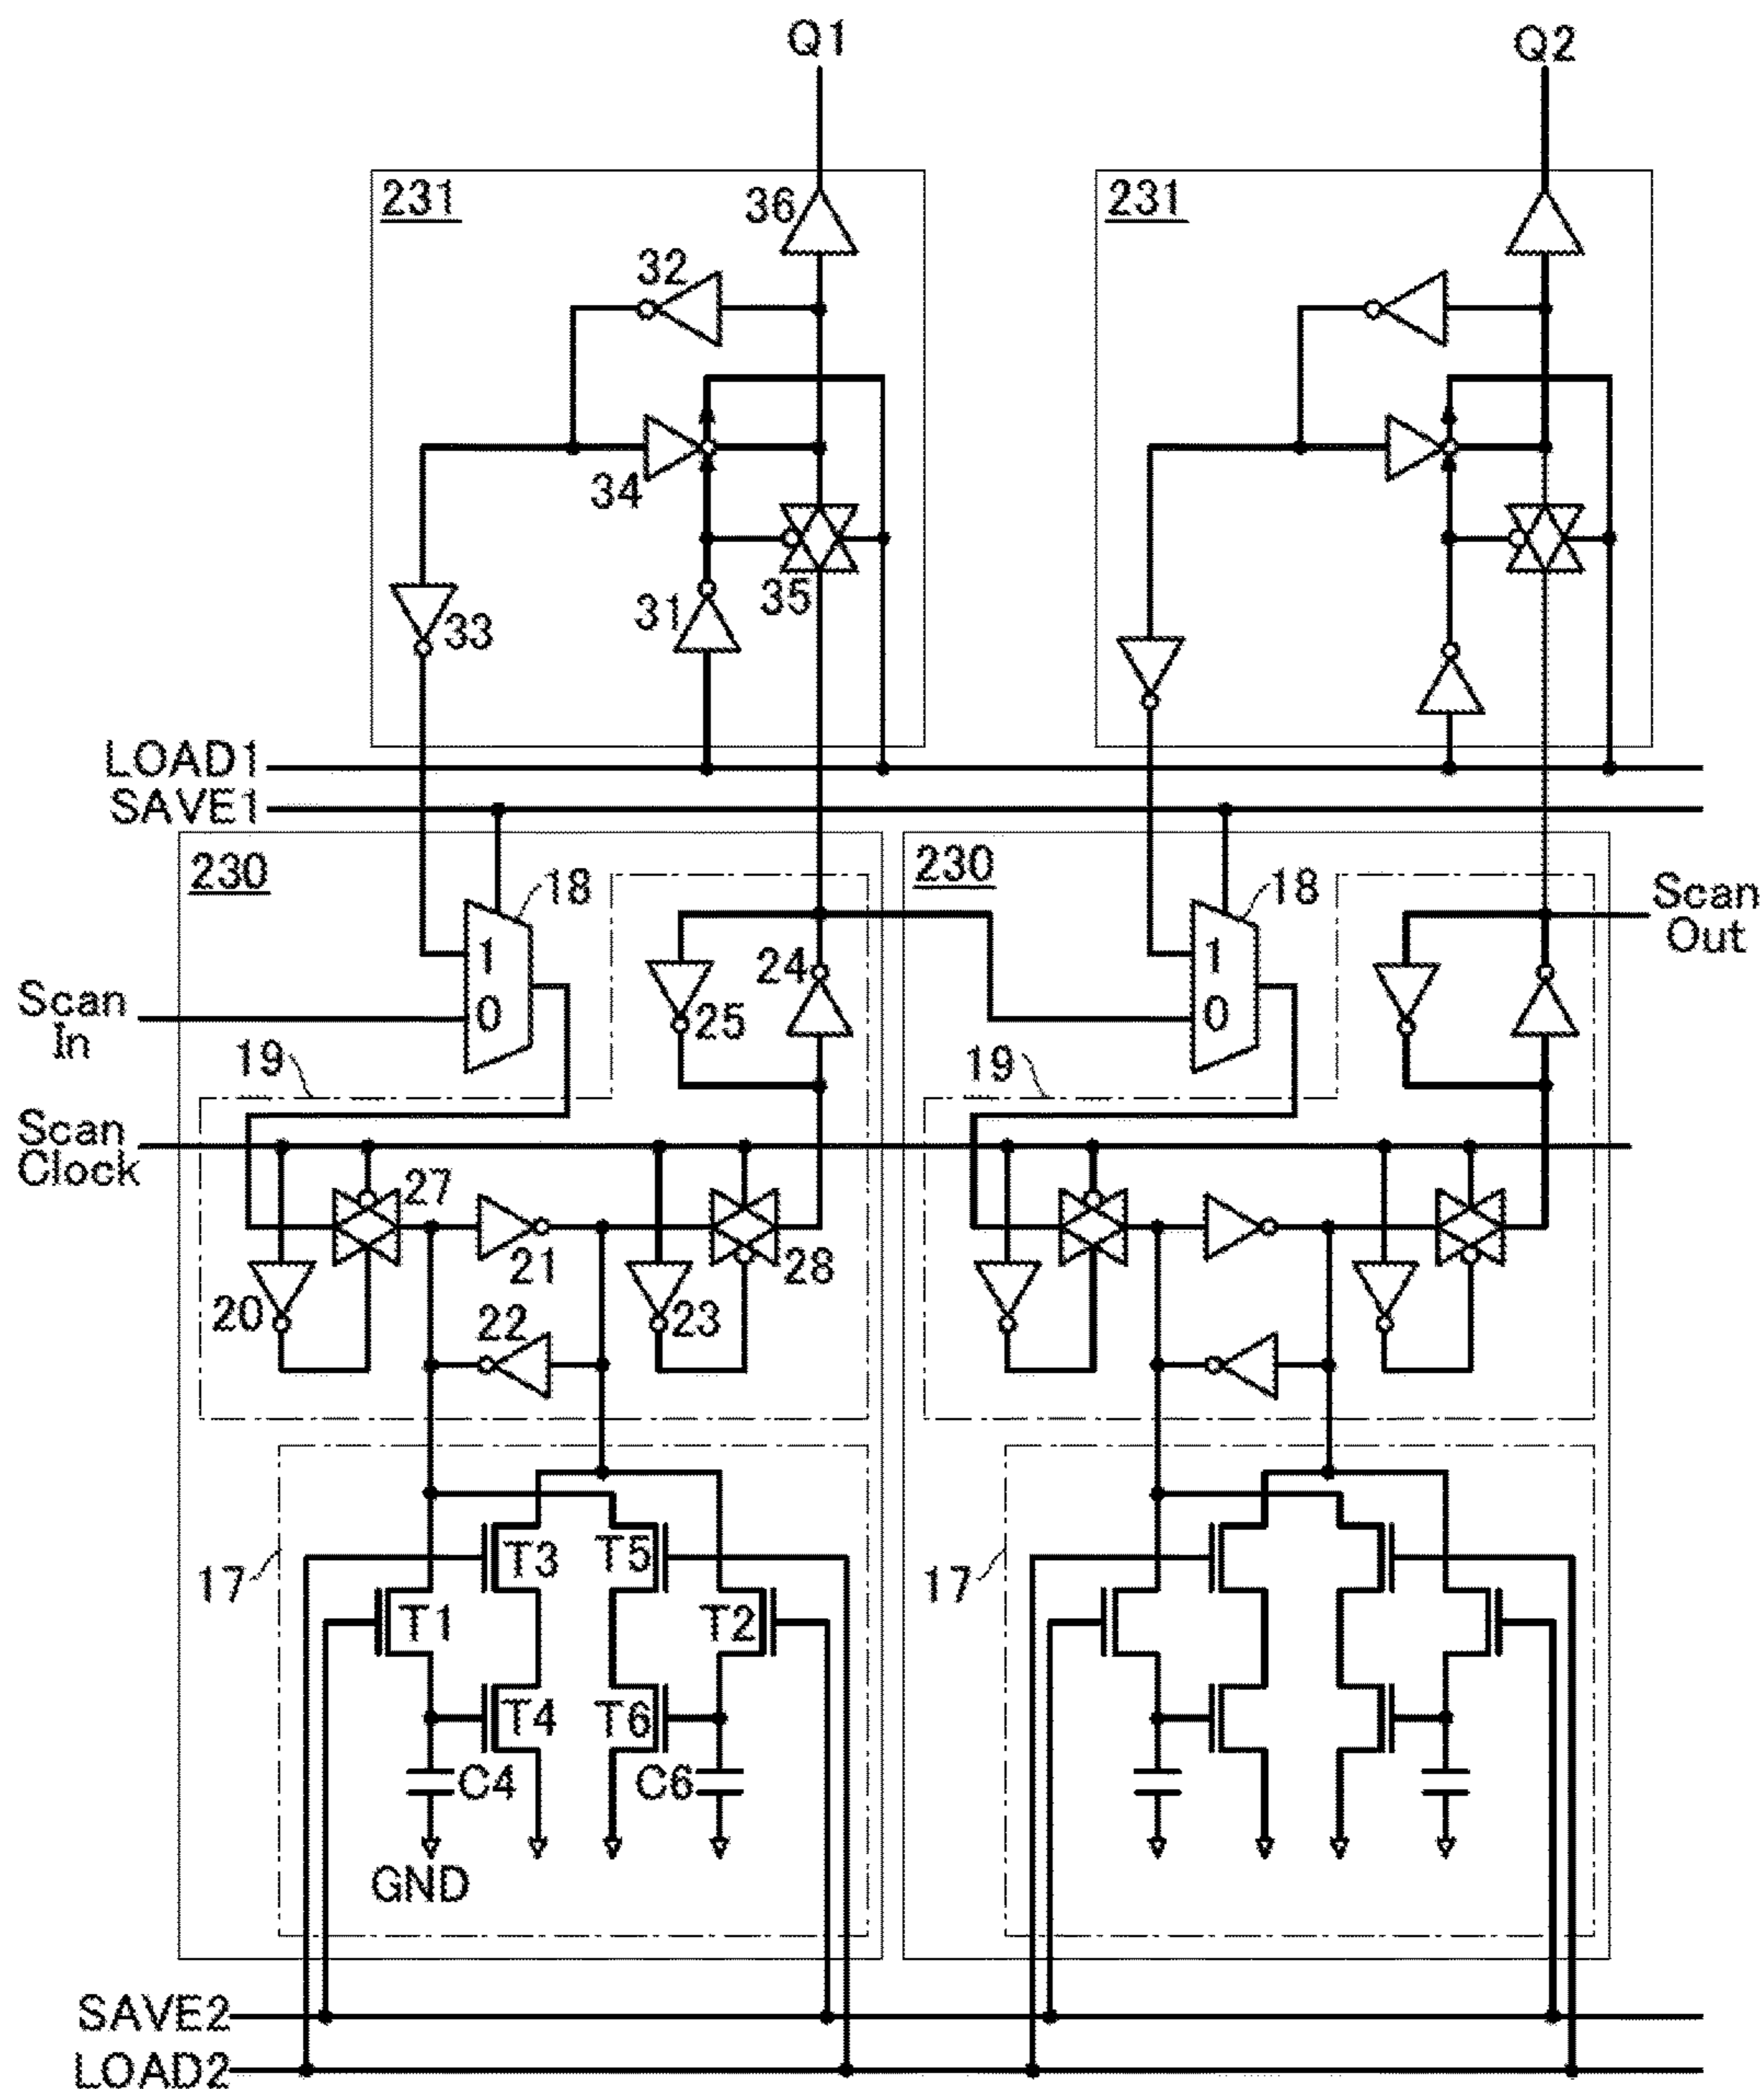 Q1 Q2
231 36 231
32
34
35
31
33
LOAD1
SAVE1
230 18 230 18
Scan Out
1 24 1
Scan In
0 25 0
19 19
Scan Clock
27
21 28
20 22 23
17 T3 T5 17
T1 T2
T4 T6
C4 C6
GND
SAVE2
LOAD2